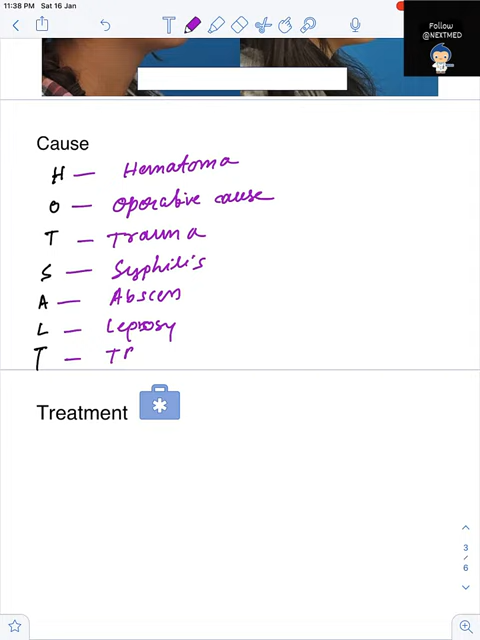 11:38 PM Sat 16 Jan
T
Follow
@NEXTMED
Cause
H — Hematoma
O — Operative cause
T — Trauma
S — Syphilis
A — Abscess
L — Leprosy
T — T
Treatment
3
/
6